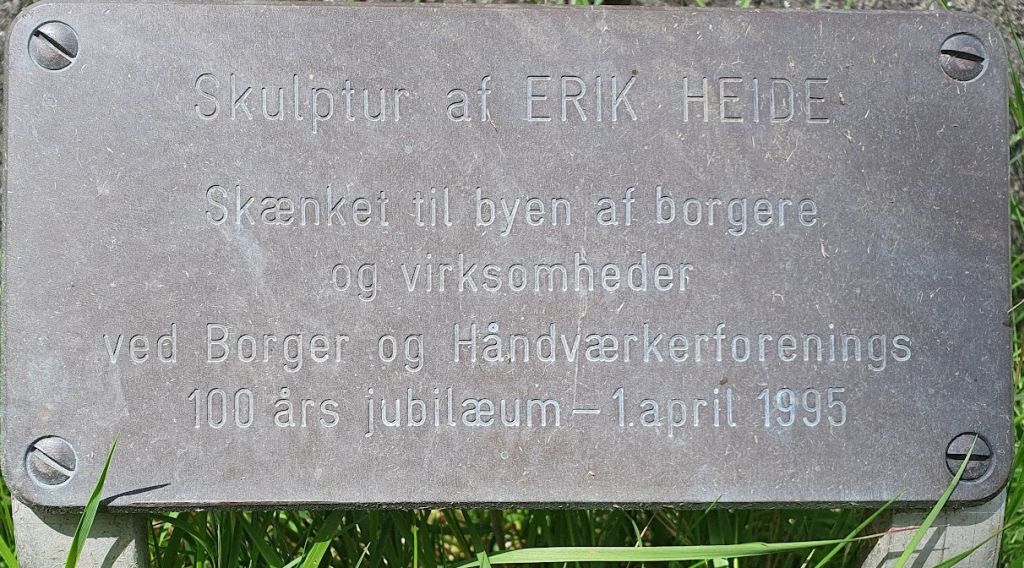 Skulptur af ERIK HEIDE
Skænket til byen af borgere
og virksomheder
ved Borger og Håndværkerforenings
100 års jubilæum – 1. april 1995